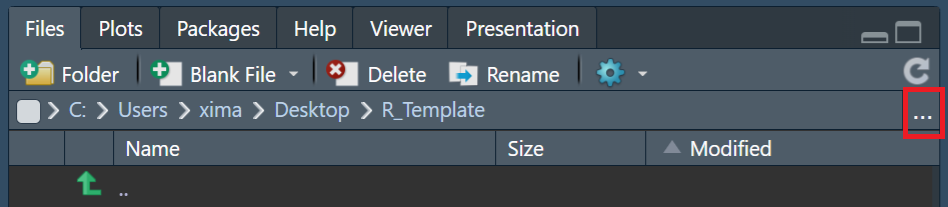 Files Plots Packages Help Viewer Presentation
Folder Blank File Delete Rename
C: Users xima Desktop R_Template ...
Name Size Modified
..